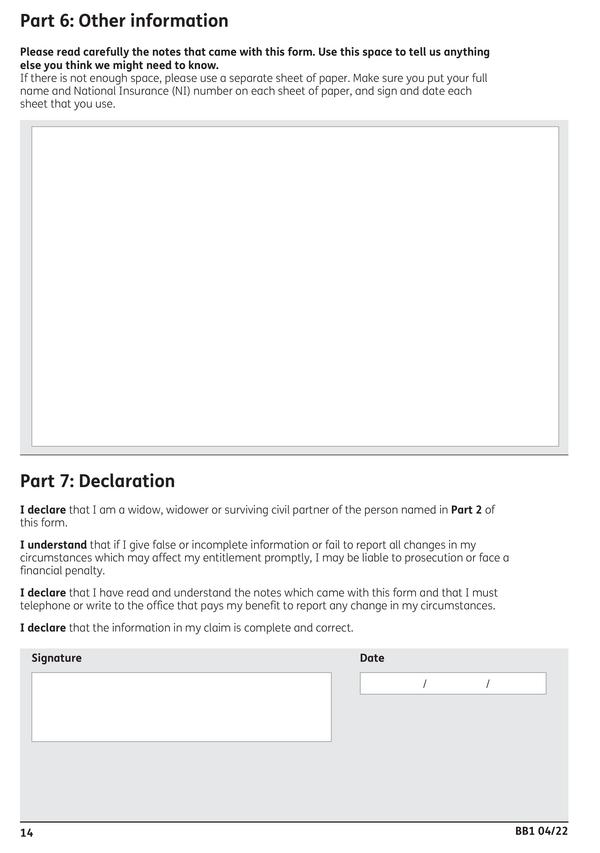 Part 6: Other information
Please read carefully the notes that came with this form. Use this space to tell us anything
else you think we might need to know.
If there is not enough space, please use a separate sheet of paper. Make sure you put your full
name and National Insurance (NI) number on each sheet of paper, and sign and date each
sheet that you use.
Part 7: Declaration
I declare that I am a widow, widower or surviving civil partner of the person named in Part 2 of
this form.
I understand that if I give false or incomplete information or fail to report all changes in my
circumstances which may affect my entitlement promptly, I may be liable to prosecution or face a
financial penalty.
I declare that I have read and understand the notes which came with this form and that I must
telephone or write to the office that pays my benefit to report any change in my circumstances.
I declare that the information in my claim is complete and correct.
Signature Date
/ /
14 BB1 04/22